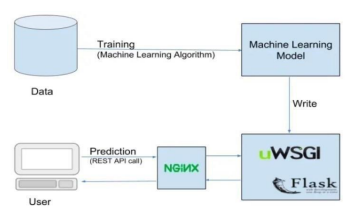 Training
(Machine Learning Algorithm)
Machine Learning
Model
Data
Write
Prediction
(REST API call)
NGINX
uWSGI
Flask
User